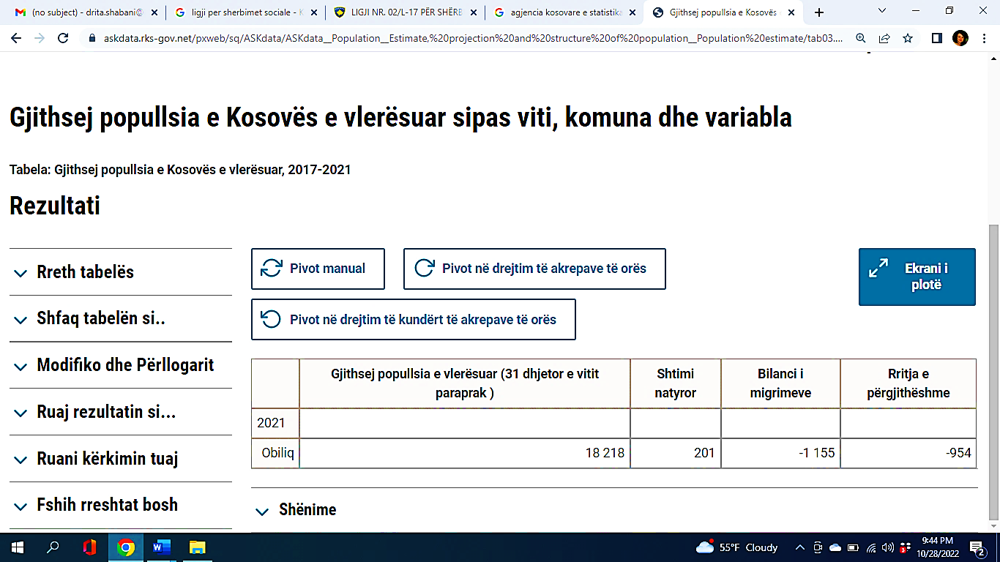 (no subject) - drita.shabani@
ligji per sherbimet sociale - K
LIGJI NR. 02/L-17 PËR SHËRB
agjencia kosovare e statistika
Gjithsej popullsia e Kosovës
askdata.rks-gov.net/pxweb/sq/ASKdata/ASKdata__Population__Estimate,%20projection%20and%20structure%20of%20population__Population%20estimate/tab03....
Gjithsej popullsia e Kosovës e vlerësuar sipas viti, komuna dhe variabla
Tabela: Gjithsej popullsia e Kosovës e vlerësuar, 2017-2021
Rezultati
Rreth tabelës
Shfaq tabelën si..
Modifiko dhe Përllogarit
Ruaj rezultatin si...
Ruani kërkimin tuaj
Fshih rreshtat bosh
Pivot manual
Pivot në drejtim të akrepave të orës
Pivot në drejtim të kundërt të akrepave të orës
Ekrani i
plotë
Gjithsej popullsia e vlerësuar (31 dhjetor e vitit
paraprak )
Shtimi
natyror
Bilanci i
migrimeve
Rritja e
përgjithëshme
2021
Obiliq 18 218 201 -1 155 -954
Shënime
55°F Cloudy
9:44 PM
10/28/2022
2